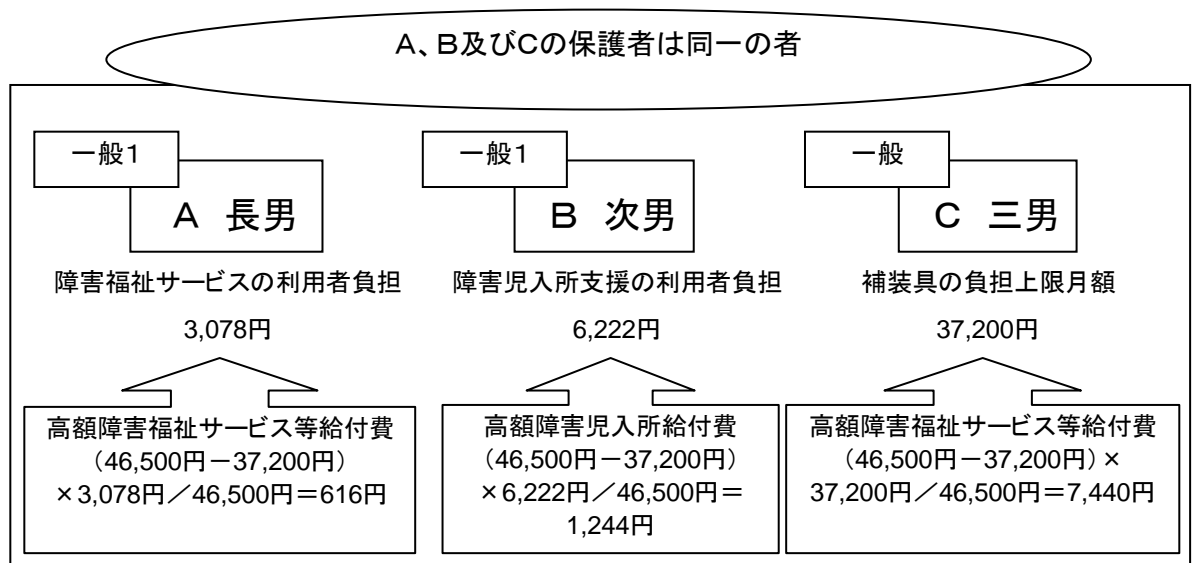 A、B及びCの保護者は同一の者
一般1
A 長男
障害福祉サービスの利用者負担
3,078円
高額障害福祉サービス等給付費
(46,500円-37,200円)
×3,078円/46,500円=616円
一般1
B 次男
障害児入所支援の利用者負担
6,222円
高額障害児入所給付費
(46,500円-37,200円)
×6,222円/46,500円=
1,244円
一般
C 三男
補装具の負担上限月額
37,200円
高額障害福祉サービス等給付費
(46,500円-37,200円)×
37,200円/46,500円=7,440円